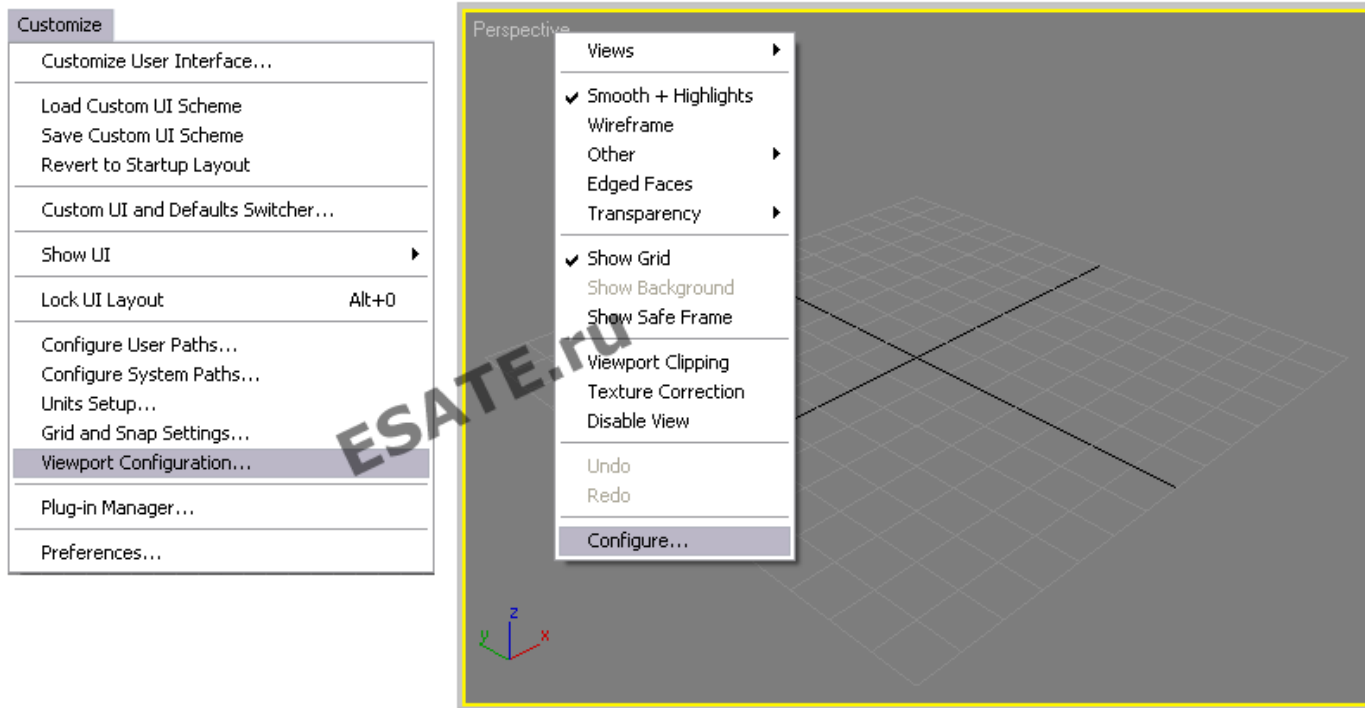 Customize
Customize User Interface...
Load Custom UI Scheme
Save Custom UI Scheme
Revert to Startup Layout
Custom UI and Defaults Switcher...
Show UI
Lock UI Layout Alt+0
Configure User Paths...
Configure System Paths...
Units Setup...
Grid and Snap Settings...
Viewport Configuration...
Plug-in Manager...
Preferences...
Perspective
Views
Smooth + Highlights
Wireframe
Other
Edged Faces
Transparency
Show Grid
Show Background
Show Safe Frame
Viewport Clipping
Texture Correction
Disable View
Undo
Redo
Configure...
z
y
x
ESATE.ru